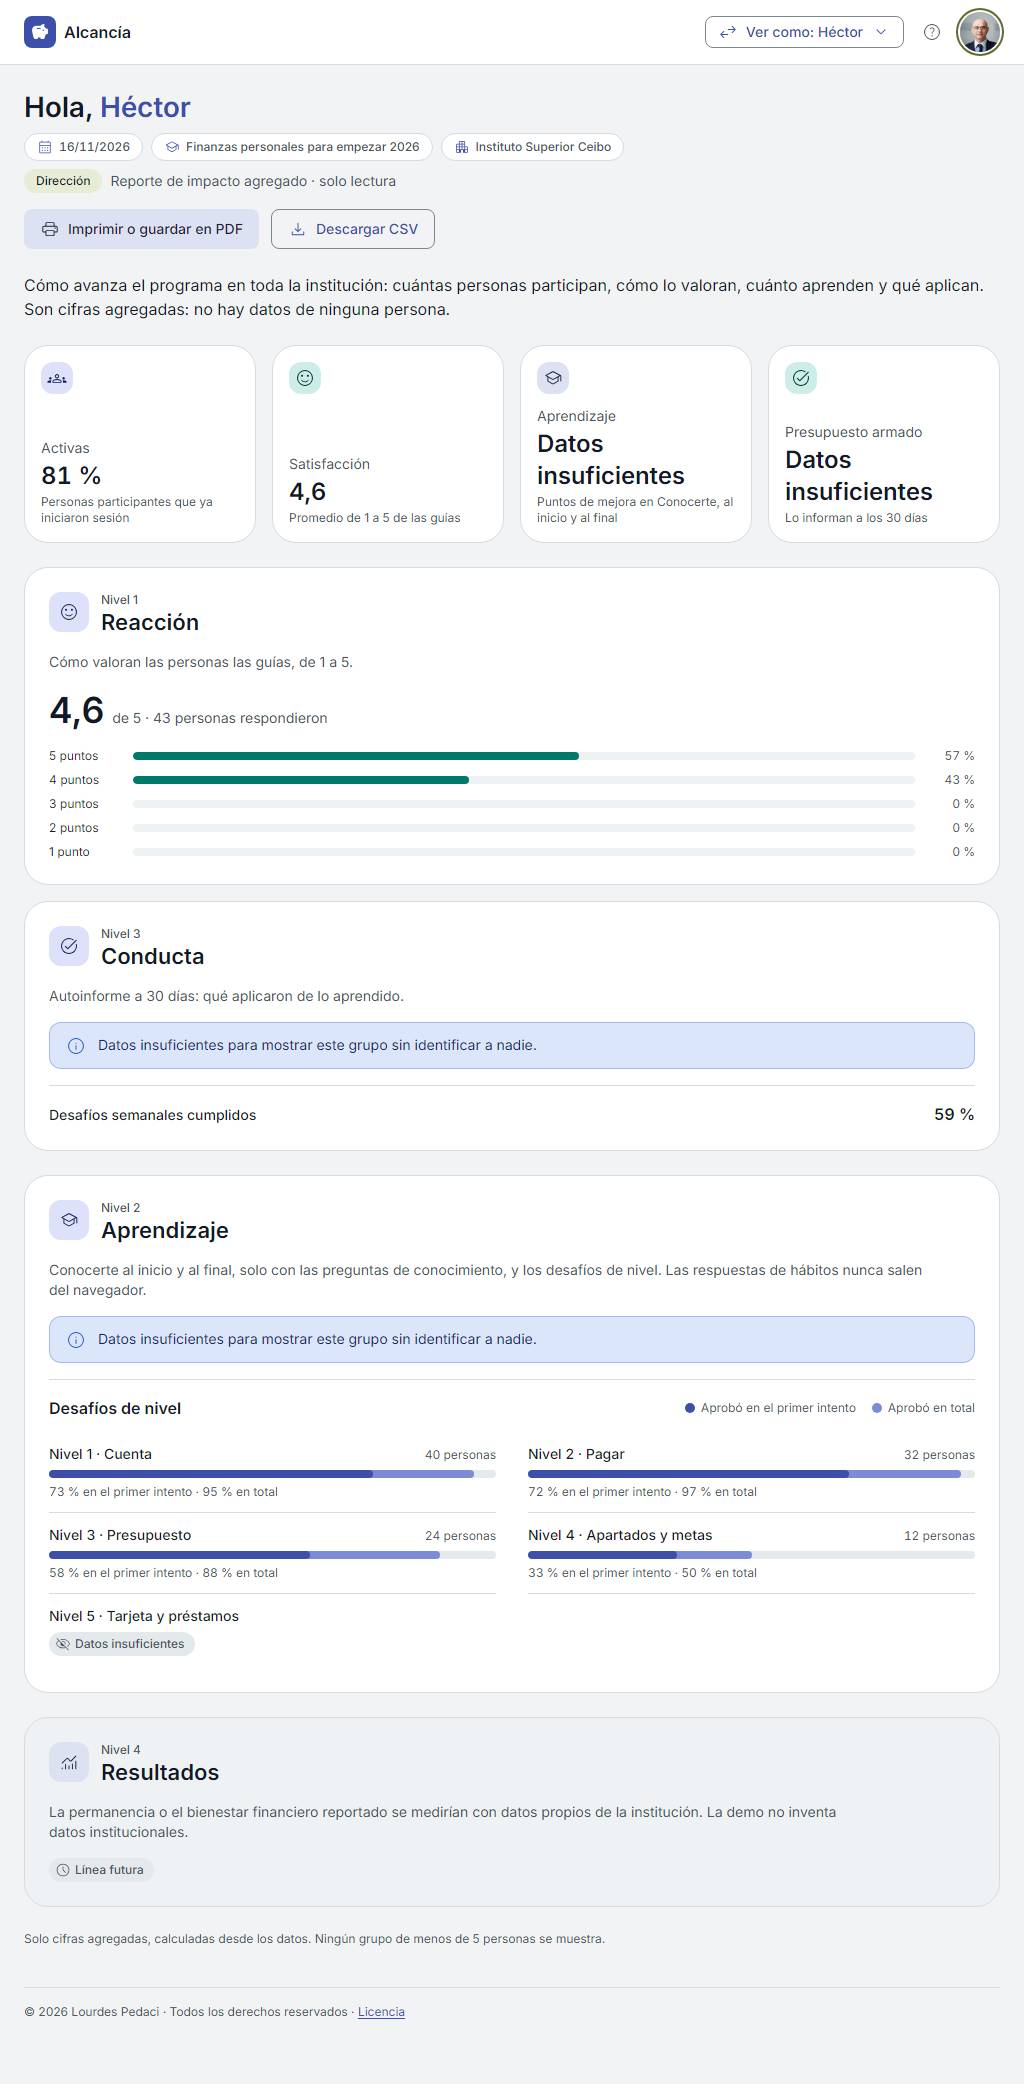 Alcancía
Ver como: Héctor
Hola, Héctor
16/11/2026
Finanzas personales para empezar 2026
Instituto Superior Ceibo
Dirección
Reporte de impacto agregado · solo lectura
Imprimir o guardar en PDF
Descargar CSV
Cómo avanza el programa en toda la institución: cuántas personas participan, cómo lo valoran, cuánto aprenden y qué aplican.
Son cifras agregadas: no hay datos de ninguna persona.
Activas
81 %
Personas participantes que ya
iniciaron sesión
Satisfacción
4,6
Promedio de 1 a 5 de las guías
Aprendizaje
Datos
insuficientes
Puntos de mejora en Conocerte, al
inicio y al final
Presupuesto armado
Datos
insuficientes
Lo informan a los 30 días
Nivel 1
Reacción
Cómo valoran las personas las guías, de 1 a 5.
4,6 de 5 · 43 personas respondieron
5 puntos 57 %
4 puntos 43 %
3 puntos 0 %
2 puntos 0 %
1 punto 0 %
Nivel 3
Conducta
Autoinforme a 30 días: qué aplicaron de lo aprendido.
Datos insuficientes para mostrar este grupo sin identificar a nadie.
Desafíos semanales cumplidos 59 %
Nivel 2
Aprendizaje
Conocerte al inicio y al final, solo con las preguntas de conocimiento, y los desafíos de nivel. Las respuestas de hábitos nunca salen
del navegador.
Datos insuficientes para mostrar este grupo sin identificar a nadie.
Desafíos de nivel
Aprobó en el primer intento
Aprobó en total
Nivel 1 · Cuenta 40 personas
73 % en el primer intento · 95 % en total
Nivel 2 · Pagar 32 personas
72 % en el primer intento · 97 % en total
Nivel 3 · Presupuesto 24 personas
58 % en el primer intento · 88 % en total
Nivel 4 · Apartados y metas 12 personas
33 % en el primer intento · 50 % en total
Nivel 5 · Tarjeta y préstamos
Datos insuficientes
Nivel 4
Resultados
La permanencia o el bienestar financiero reportado se medirían con datos propios de la institución. La demo no inventa
datos institucionales.
Línea futura
Solo cifras agregadas, calculadas desde los datos. Ningún grupo de menos de 5 personas se muestra.
© 2026 Lourdes Pedaci · Todos los derechos reservados · Licencia